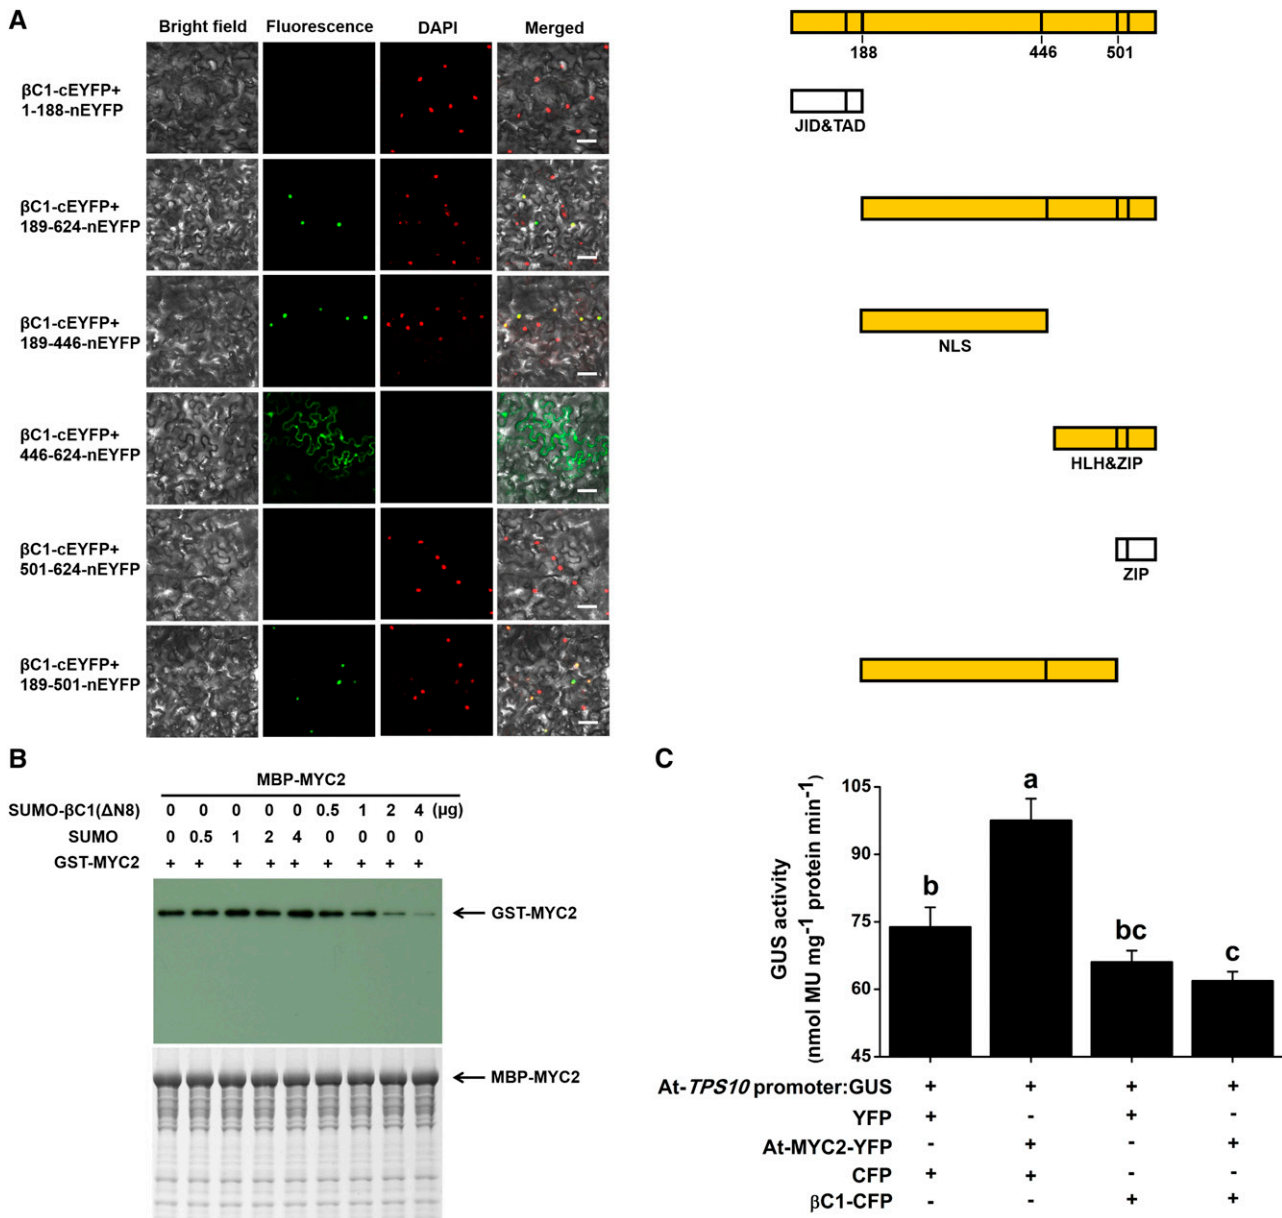 A
Bright field Fluorescence DAPI Merged
βC1-cEYFP+
1-188-nEYFP
βC1-cEYFP+
189-624-nEYFP
βC1-cEYFP+
189-446-nEYFP
βC1-cEYFP+
446-624-nEYFP
βC1-cEYFP+
501-624-nEYFP
βC1-cEYFP+
189-501-nEYFP
188 446 501
JID&TAD
NLS
HLH&ZIP
ZIP
B
MBP-MYC2
SUMO-βC1(ΔN8) 0 0 0 0 0 0.5 1 2 4 (μg)
SUMO 0 0.5 1 2 4 0 0 0 0
GST-MYC2 + + + + + + + + +
GST-MYC2
MBP-MYC2
C
GUS activity
(nmol MU mg⁻¹ protein min⁻¹)
105
90
75
60
45
b a bc c
At-TPS10 promoter:GUS + + + +
YFP + - + -
At-MYC2-YFP - + - +
CFP + + - -
βC1-CFP - - + +